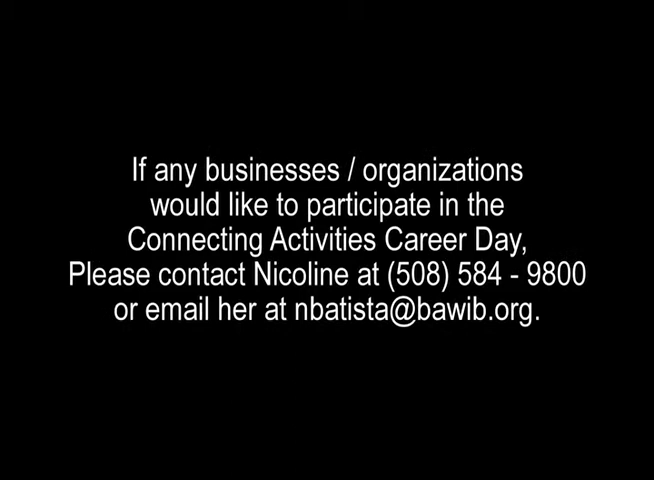 If any businesses / organizations
would like to participate in the
Connecting Activities Career Day,
Please contact Nicoline at (508) 584 - 9800
or email her at nbatista@bawib.org.